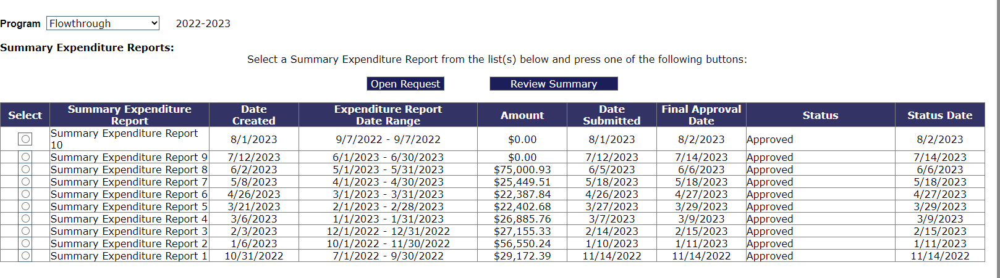 Program Flowthrough 2022-2023
Summary Expenditure Reports:
Select a Summary Expenditure Report from the list(s) below and press one of the following buttons:
Open Request Review Summary
Select Summary Expenditure Report Date Created Expenditure Report Date Range Amount Date Submitted Final Approval Date Status Status Date
Summary Expenditure Report 10 8/1/2023 9/7/2022 - 9/7/2022 $0.00 8/1/2023 8/2/2023 Approved 8/2/2023
Summary Expenditure Report 9 7/12/2023 6/1/2023 - 6/30/2023 $0.00 7/12/2023 7/14/2023 Approved 7/14/2023
Summary Expenditure Report 8 6/2/2023 5/1/2023 - 5/31/2023 $75,000.93 6/5/2023 6/6/2023 Approved 6/6/2023
Summary Expenditure Report 7 5/8/2023 4/1/2023 - 4/30/2023 $25,449.51 5/18/2023 5/18/2023 Approved 5/18/2023
Summary Expenditure Report 6 4/26/2023 3/1/2023 - 3/31/2023 $22,387.84 4/26/2023 4/27/2023 Approved 4/27/2023
Summary Expenditure Report 5 3/21/2023 2/1/2023 - 2/28/2023 $22,402.68 3/27/2023 3/29/2023 Approved 3/29/2023
Summary Expenditure Report 4 3/6/2023 1/1/2023 - 1/31/2023 $26,885.76 3/7/2023 3/9/2023 Approved 3/9/2023
Summary Expenditure Report 3 2/3/2023 12/1/2022 - 12/31/2022 $27,155.33 2/14/2023 2/15/2023 Approved 2/15/2023
Summary Expenditure Report 2 1/6/2023 10/1/2022 - 11/30/2022 $56,550.24 1/10/2023 1/11/2023 Approved 1/11/2023
Summary Expenditure Report 1 10/31/2022 7/1/2022 - 9/30/2022 $29,172.39 11/14/2022 11/14/2022 Approved 11/14/2022